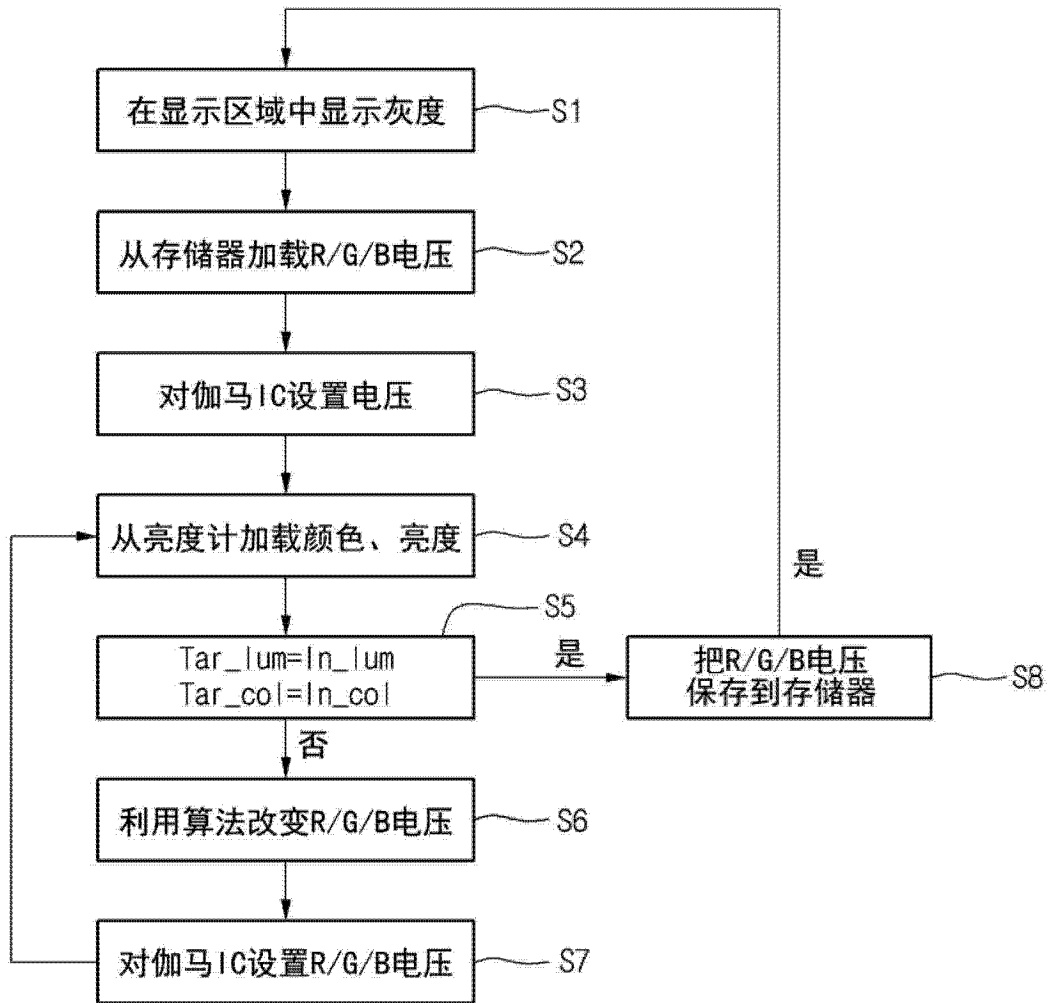 在显示区域中显示灰度
S1
从存储器加载R/G/B电压
S2
对伽马IC设置电压
S3
从亮度计加载颜色、亮度
S4
是
S5
Tar_lum=In_lum
Tar_col=In_col
是
把R/G/B电压
保存到存储器
S8
否
利用算法改变R/G/B电压
S6
对伽马IC设置R/G/B电压
S7